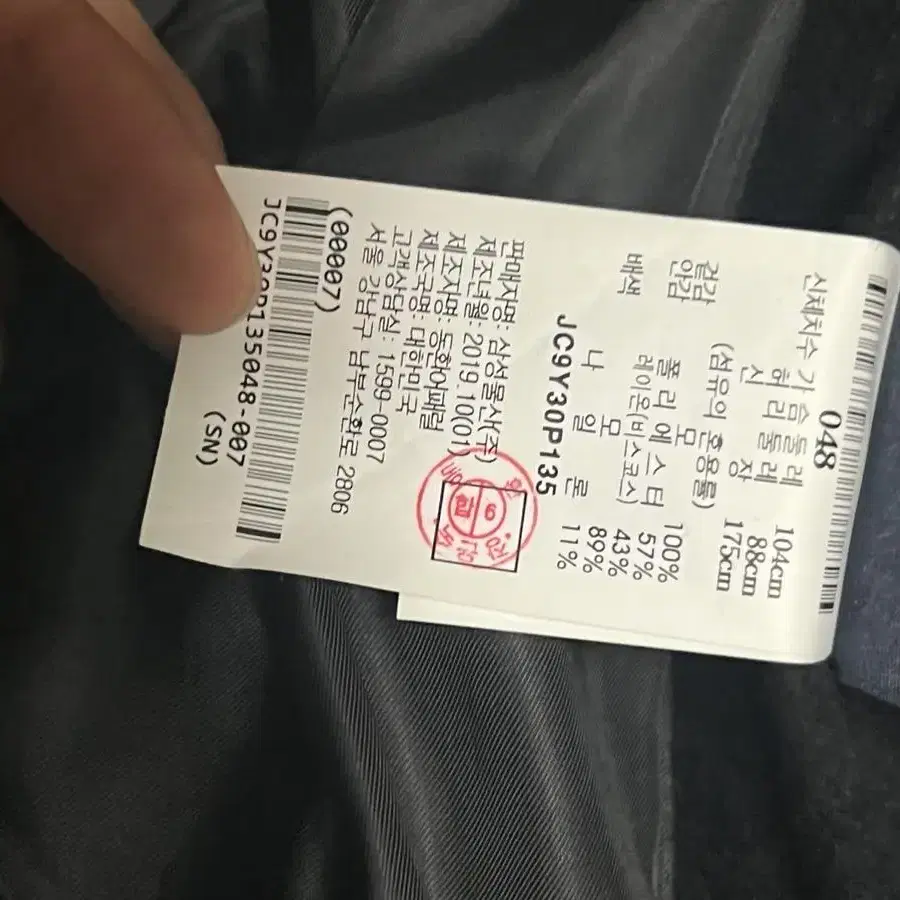 048
신체치수 가슴둘레 104cm
허리둘레 88cm
신장 175cm
(섬유의 혼용률)
겉감 모 100%
안감 폴리에스터 57%
레이온(비스코스) 43%
배색 모 89%
나일론 11%
JC9Y30P135
판매자명: 삼성물산(주)
제조년월: 2019.10(01)
제조자명: 동환어패럴
제조국명: 대한민국
고객상담실: 1599-0007
서울 강남구 남부순환로 2806
(00007)
135048-007
(SN)
합 9